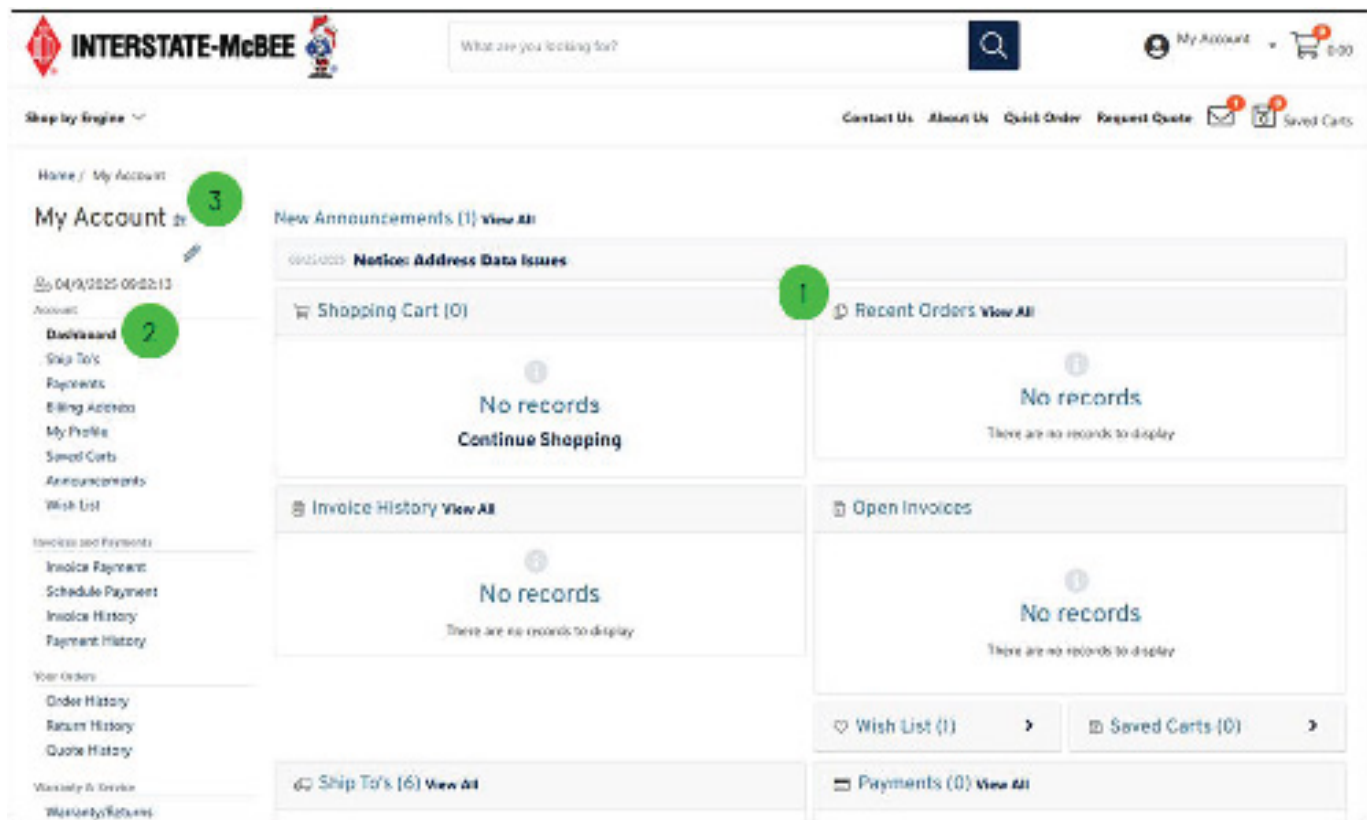 INTERSTATE-McBEE
What are you looking for?
My Account
0
0.00
Shop by Engine
Contact Us About Us Quick Order Request Quote 1 Saved Carts
Home / My Account
My Account 3
New Announcements (1) View All
Notice: Address Data Issues
04/9/2025 09:02:13
1
Shopping Cart (0)
Recent Orders View All
Account
Dashboard 2
Ship To's
Payments
Billing Address
My Profile
Saved Carts
Announcements
Wish List
No records
Continue Shopping
No records
There are no records to display
Invoice History View All
Open Invoices
Invoices and Payments
Invoice Payment
Schedule Payment
Invoice History
Payment History
No records
There are no records to display
No records
There are no records to display
Your Orders
Order History
Return History
Quote History
Wish List (1)
Saved Carts (0)
Warranty & Service
Warranty/Returns
Ship To's (6) View All
Payments (0) View All